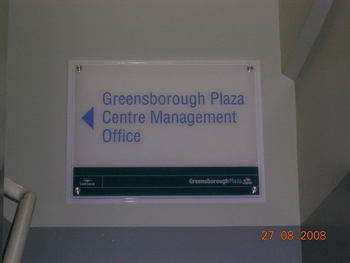 Greensborough Plaza
Centre Management
Office
GreensboroughPlaza
27 08 2008